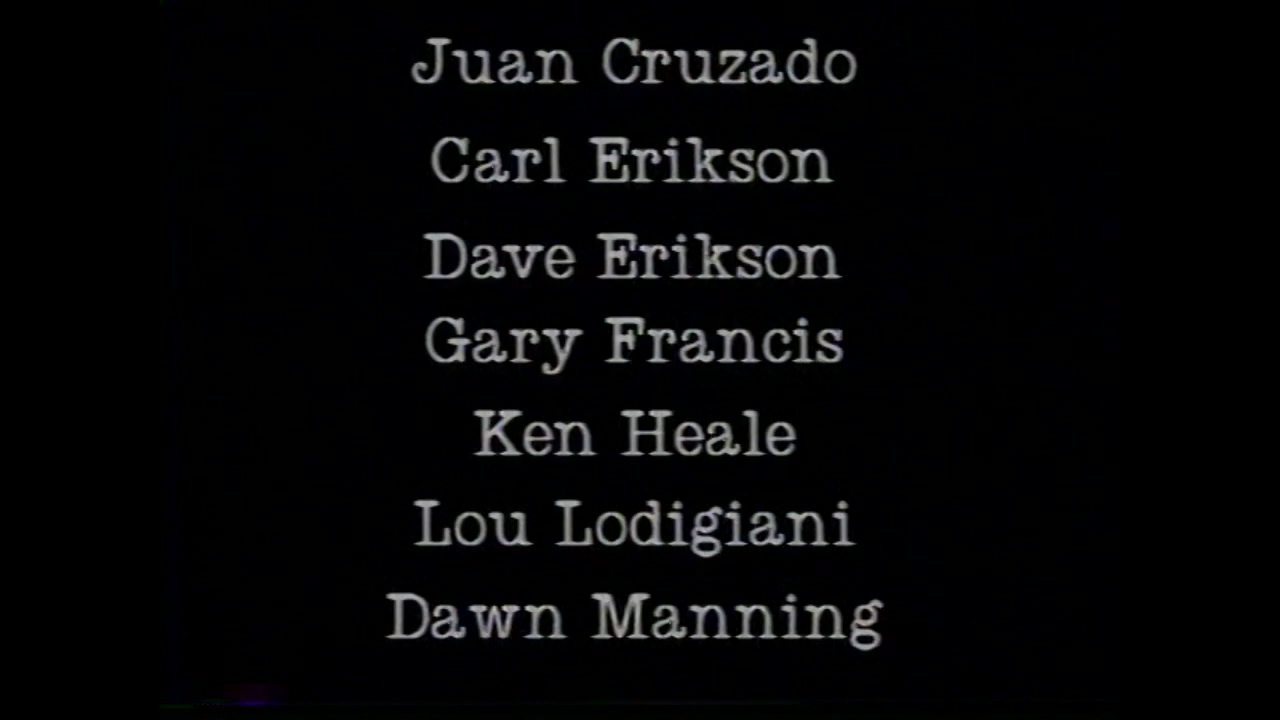 Juan Cruzado
Carl Erikson
Dave Erikson
Gary Francis
Ken Heale
Lou Lodigiani
Dawn Manning